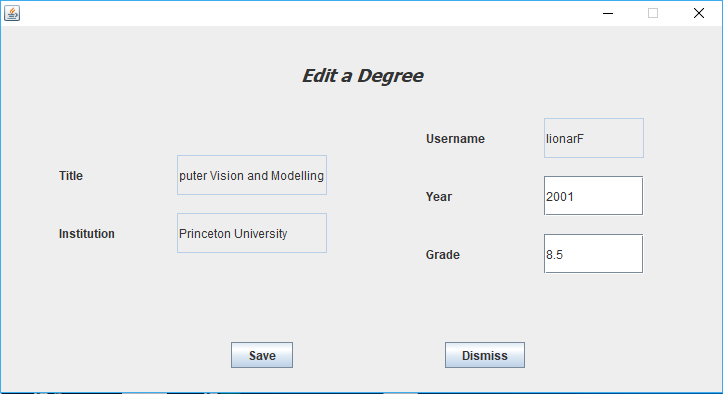 Edit a Degree
Title
puter Vision and Modelling
Institution
Princeton University
Username
lionarF
Year
2001
Grade
8.5
Save
Dismiss